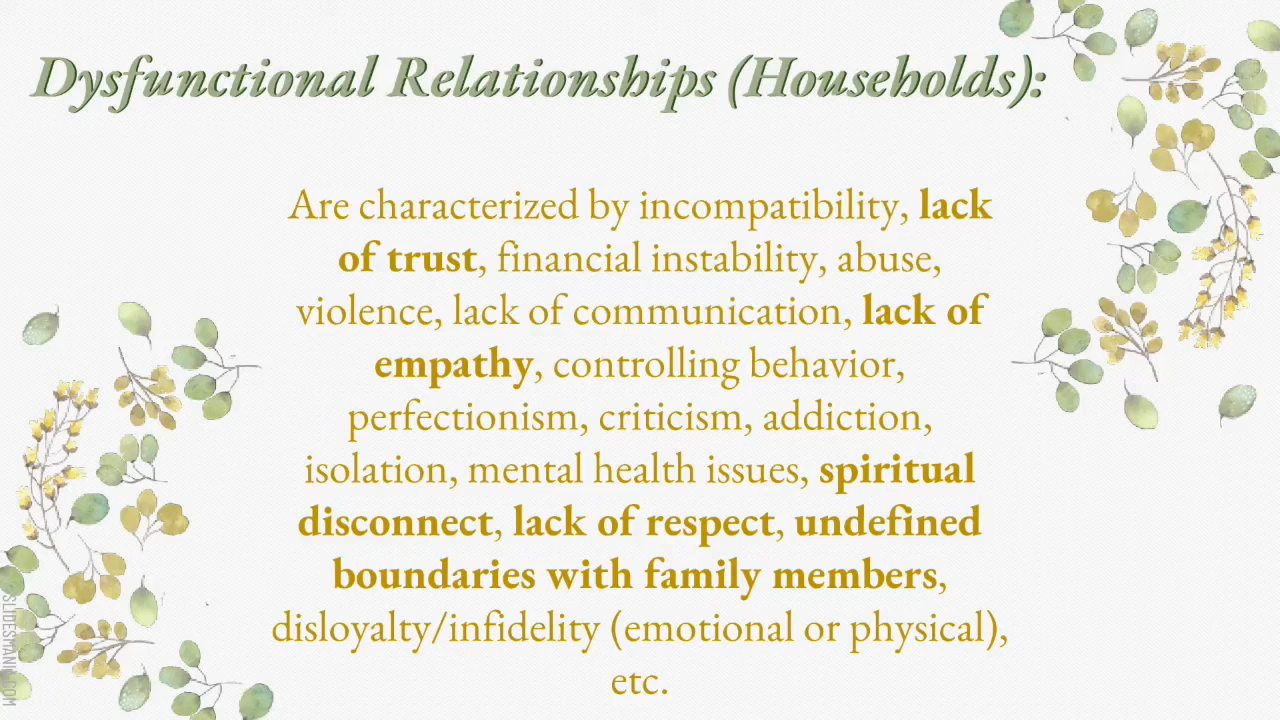 Dysfunctional Relationships (Households):
Are characterized by incompatibility, lack
of trust, financial instability, abuse,
violence, lack of communication, lack of
empathy, controlling behavior,
perfectionism, criticism, addiction,
isolation, mental health issues, spiritual
disconnect, lack of respect, undefined
boundaries with family members,
disloyalty/infidelity (emotional or physical),
etc.
SLIDESMANIA.COM